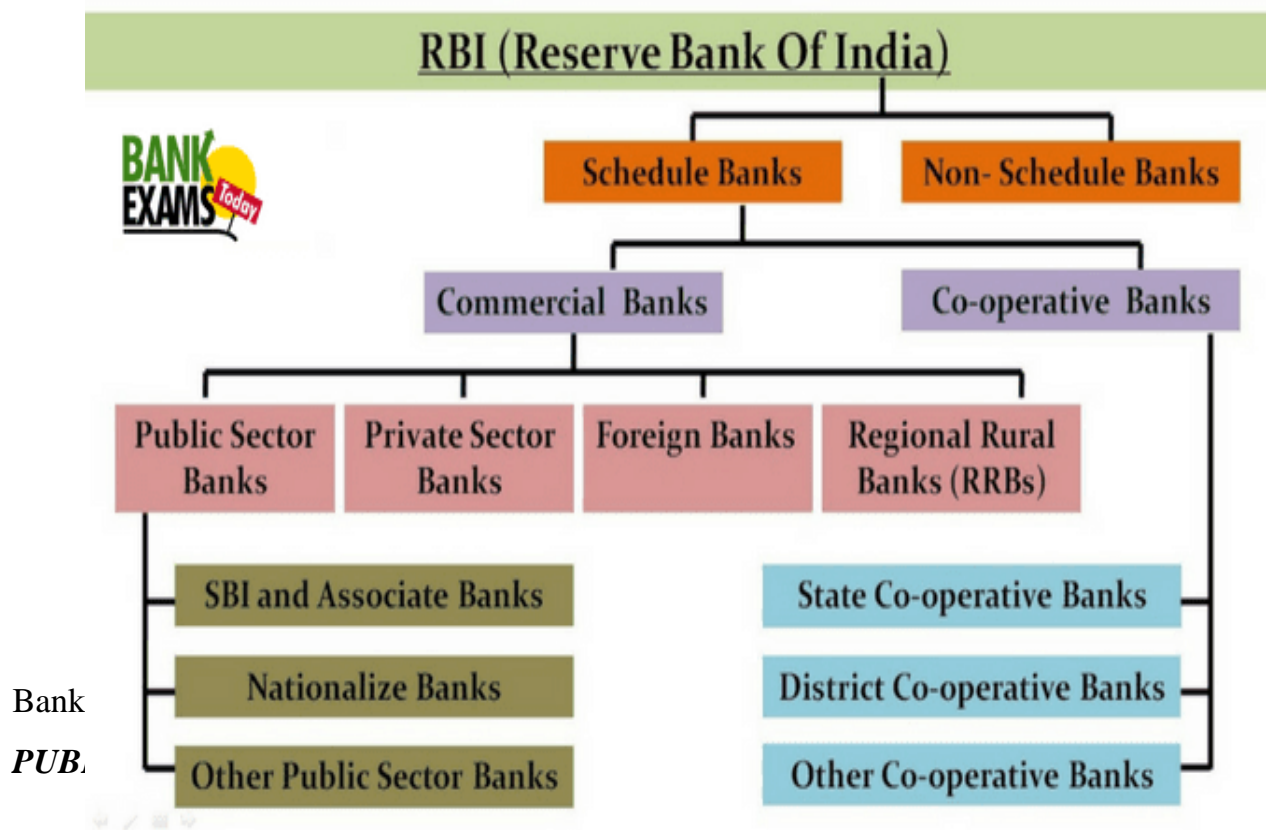 RBI (Reserve Bank Of India)
BANK
EXAMS
Today
Schedule Banks
Non- Schedule Banks
Commercial Banks
Co-operative Banks
Public Sector
Banks
Private Sector
Banks
Foreign Banks
Regional Rural
Banks (RRBs)
SBI and Associate Banks
State Co-operative Banks
Nationalize Banks
District Co-operative Banks
Bank
Other Public Sector Banks
Other Co-operative Banks